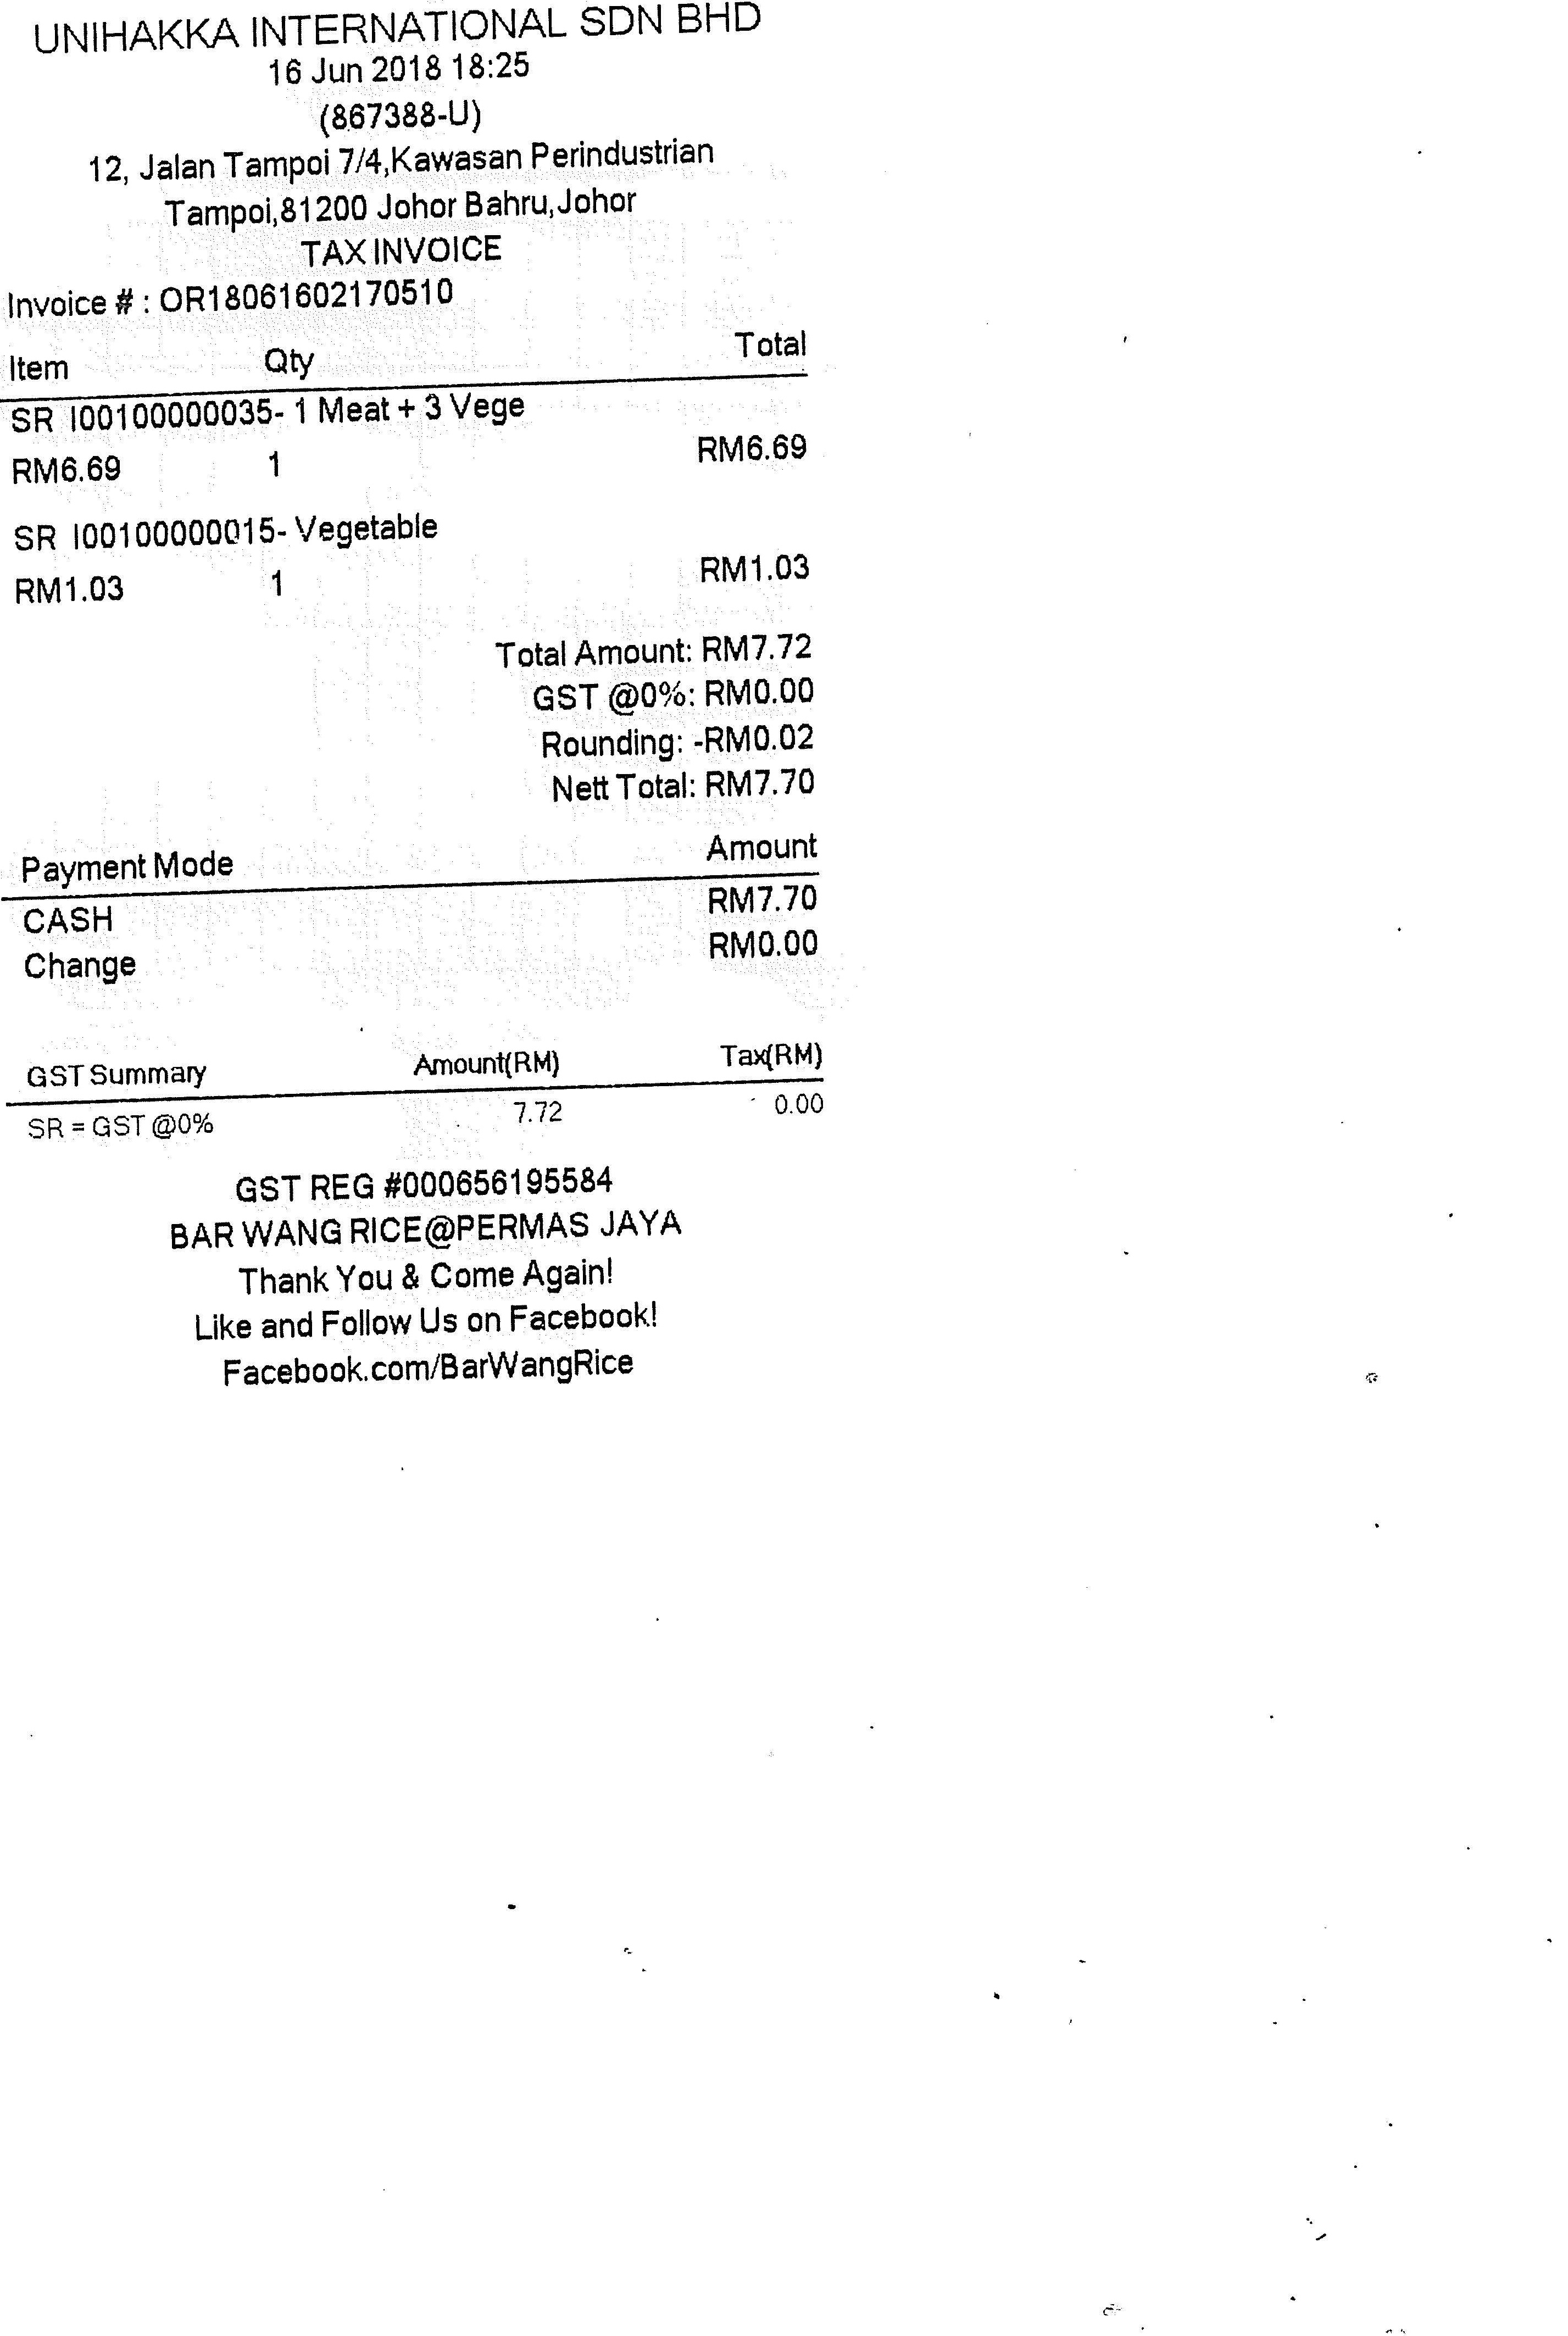 UNIHAKKA INTERNATIONAL SDN BHD
16 Jun 2018 18:25
(867388-U)
12, Jalan Tampoi 7/4,Kawasan Perindustrian
Tampoi,81200 Johor Bahru,Johor
TAX INVOICE
Invoice # : OR18061602170510
Item Qty Total
SR I00100000035- 1 Meat + 3 Vege
RM6.69 1 RM6.69
SR I00100000015- Vegetable
RM1.03 1 RM1.03
Total Amount: RM7.72
GST @0%: RM0.00
Rounding: -RM0.02
Nett Total: RM7.70
Payment Mode Amount
CASH RM7.70
Change RM0.00
GST Summary Amount(RM) Tax(RM)
SR = GST @0% 7.72 0.00
GST REG #000656195584
BAR WANG RICE@PERMAS JAYA
Thank You & Come Again!
Like and Follow Us on Facebook!
Facebook.com/BarWangRice